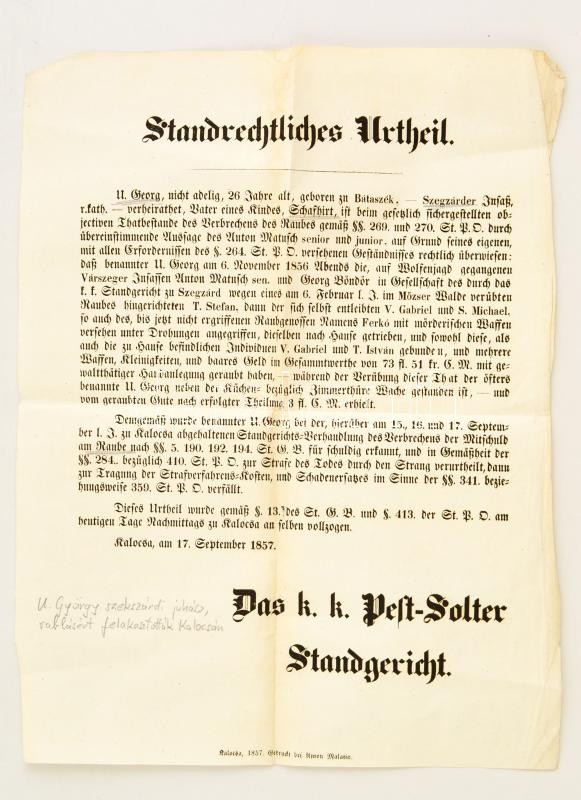 Standrechtliches Urtheil.
U. Georg, nicht adelig, 26 Jahre alt, geboren zu Bátaszék, — Szegzárder Insaß,
r.kath. — verheirathet, Vater eines Kindes, Schafhirt, ist beim gesetzlich sichergestellten ob-
jectiven Thatbestande des Verbrechens des Raubes gemäß §§. 269. und 270. St. P. O. durch
übereinstimmende Aussage des Anton Matusch senior und junior. auf Grund seines eigenen,
mit allen Erfordernissen des §. 264. St. P. O. versehenen Geständnisses rechtlich überwiesen:
daß benannter U. Georg am 6. November 1856 Abends die, auf Wolfenjagd gegangenen
Várszeger Insassen Anton Matusch sen. und Georg Böndör in Gesellschaft des durch das
k. k. Standgericht zu Szegzárd wegen eines am 6. Februar l. J. im Mözser Walde verübten
Raubes hingerichteten T. Stefan, dann der sich selbst entleibten V. Gabriel und S. Michael,
so auch des, bis jetzt nicht ergriffenen Raubgenossen Namens Ferkó mit mörderischen Waffen
versehen unter Drohungen angegriffen, dieselben nach Hause getrieben, und sowohl diese, als
auch die zu Hause befindlichen Individuen V. Gabriel und T. István gebunden, und mehrere
Waffen, Kleinigkeiten, und baares Geld im Gesammtwerthe von 73 fl. 51 kr. C. M. mit ge-
waltthätiger Handanlegung geraubt haben, — während der Verübung dieser That der öfters
benannte U. Georg neben der Küchen- bezüglich Zimmerthüre Wache gestanden ist, — und
vom geraubten Gute nach erfolgter Theilung 3 fl. C. M. erhielt.
Demgemäß wurde benannter U. Georg bei der, hierüber am 15., 16. und 17. Septem-
ber l. J. zu Kalocsa abgehaltenen Standgerichts-Verhandlung des Verbrechens der Mitschuld
am Raube nach §§. 5. 190. 192. 194. St. G. B. für schuldig erkannt, und in Gemäßheit der
§§. 284. bezüglich 410. St. P. O. zur Strafe des Todes durch den Strang verurtheilt, dann
zur Tragung der Strafverfahrens-Kosten, und Schadenersatzes im Sinne der §§. 341. bezie-
hungsweise 359. St. P. O. verfällt.
Dieses Urtheil wurde gemäß §. 13. des St. G. B. und §. 413. der St. P. O. am
heutigen Tage Nachmittags zu Kalocsa an selben vollzogen.
Kalocsa, am 17. September 1857.
Das k. k. Pest-Solter
Standgericht.
U. György szekszárdi juhász,
rablásért felakasztották Kalocsán
Kalocsa, 1857. Gedruckt bei Anton Malatin.